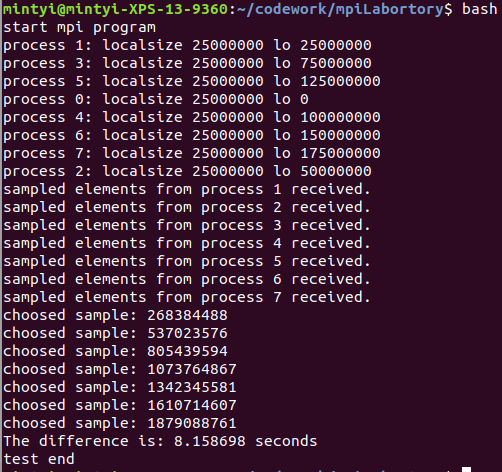 mintyi@mintyi-XPS-13-9360:~/codework/mpiLabortory$ bash
start mpi program
process 1: localsize 25000000 lo 25000000
process 3: localsize 25000000 lo 75000000
process 5: localsize 25000000 lo 125000000
process 0: localsize 25000000 lo 0
process 4: localsize 25000000 lo 100000000
process 6: localsize 25000000 lo 150000000
process 7: localsize 25000000 lo 175000000
process 2: localsize 25000000 lo 50000000
sampled elements from process 1 received.
sampled elements from process 2 received.
sampled elements from process 3 received.
sampled elements from process 4 received.
sampled elements from process 5 received.
sampled elements from process 6 received.
sampled elements from process 7 received.
choosed sample: 268384488
choosed sample: 537023576
choosed sample: 805439594
choosed sample: 1073764867
choosed sample: 1342345581
choosed sample: 1610714607
choosed sample: 1879088761
The difference is: 8.158698 seconds
test end